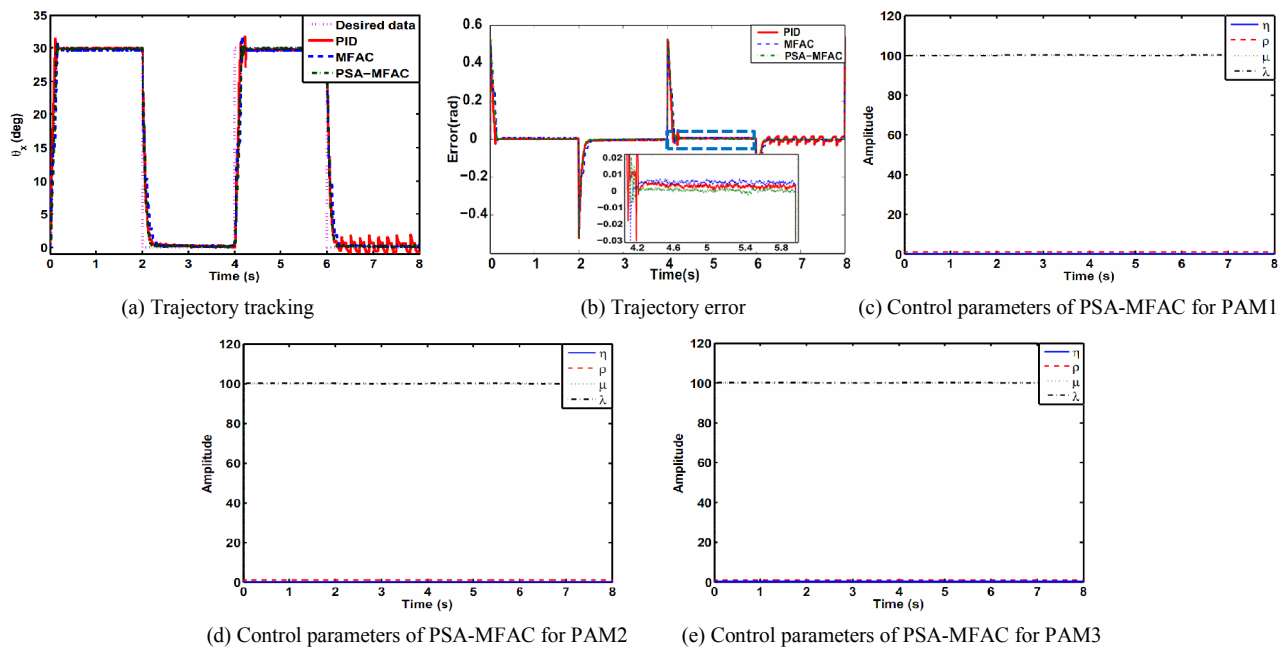 Desired data
PID
MFAC
PSA-MFAC
θx (deg)
35
30
25
20
15
10
5
0
0 1 2 3 4 5 6 7 8
Time (s)
(a) Trajectory tracking
PID
MFAC
PSA-MFAC
Error(rad)
0.6
0.4
0.2
0
−0.2
−0.4
0.02
0.01
0
−0.01
−0.03
4.2 4.6 5 5.4 5.8
0 1 2 3 4 5 6 7 8
Time(s)
(b) Trajectory error
η
ρ
μ
λ
Amplitude
120
100
80
60
40
20
0
0 1 2 3 4 5 6 7 8
Time (s)
(c) Control parameters of PSA-MFAC for PAM1
η
ρ
μ
λ
Amplitude
120
100
80
60
40
20
0
0 1 2 3 4 5 6 7 8
Time (s)
(d) Control parameters of PSA-MFAC for PAM2
η
ρ
μ
λ
Amplitude
120
100
80
60
40
20
0
0 1 2 3 4 5 6 7 8
Time (s)
(e) Control parameters of PSA-MFAC for PAM3